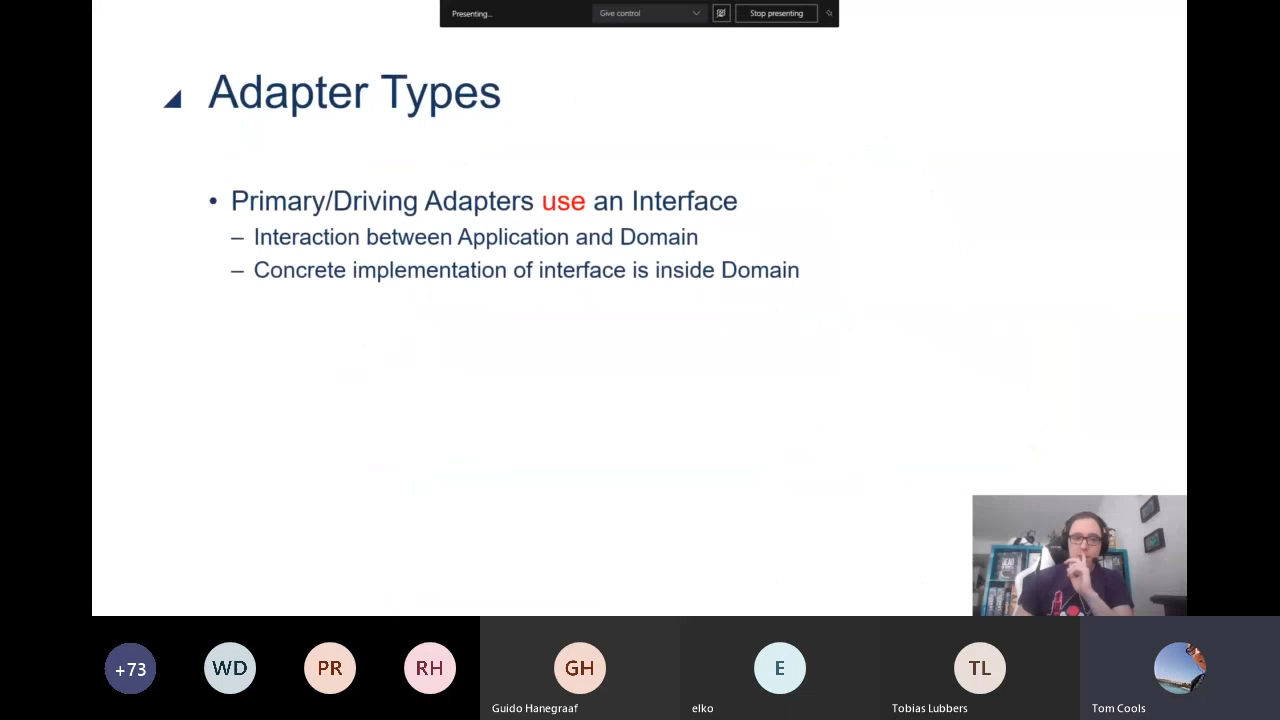 Presenting...
Give control
Stop presenting
Adapter Types
• Primary/Driving Adapters use an Interface
– Interaction between Application and Domain
– Concrete implementation of interface is inside Domain
+73
WD
PR
RH
GH
E
TL
Guido Hanegraaf
elko
Tobias Lubbers
Tom Cools